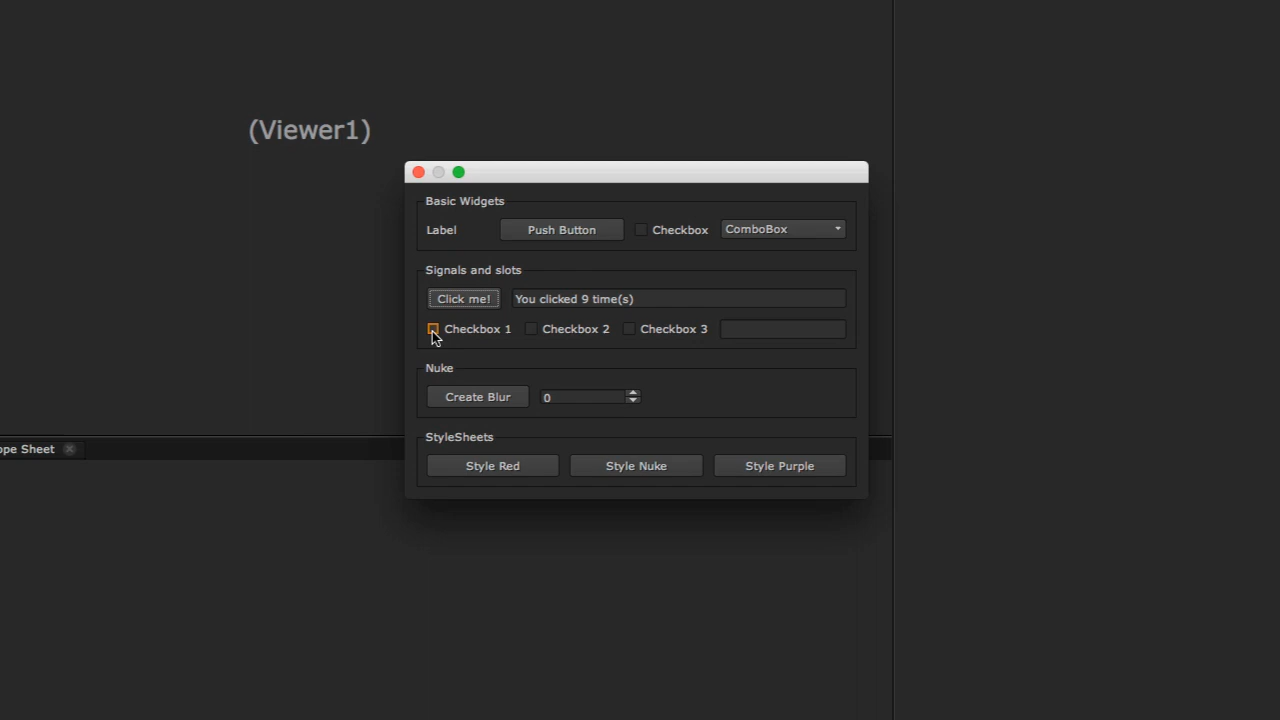 (Viewer1)
Basic Widgets
Label Push Button Checkbox ComboBox
Signals and slots
Click me! You clicked 9 time(s)
Checkbox 1 Checkbox 2 Checkbox 3
Nuke
Create Blur 0
ope Sheet
StyleSheets
Style Red Style Nuke Style Purple